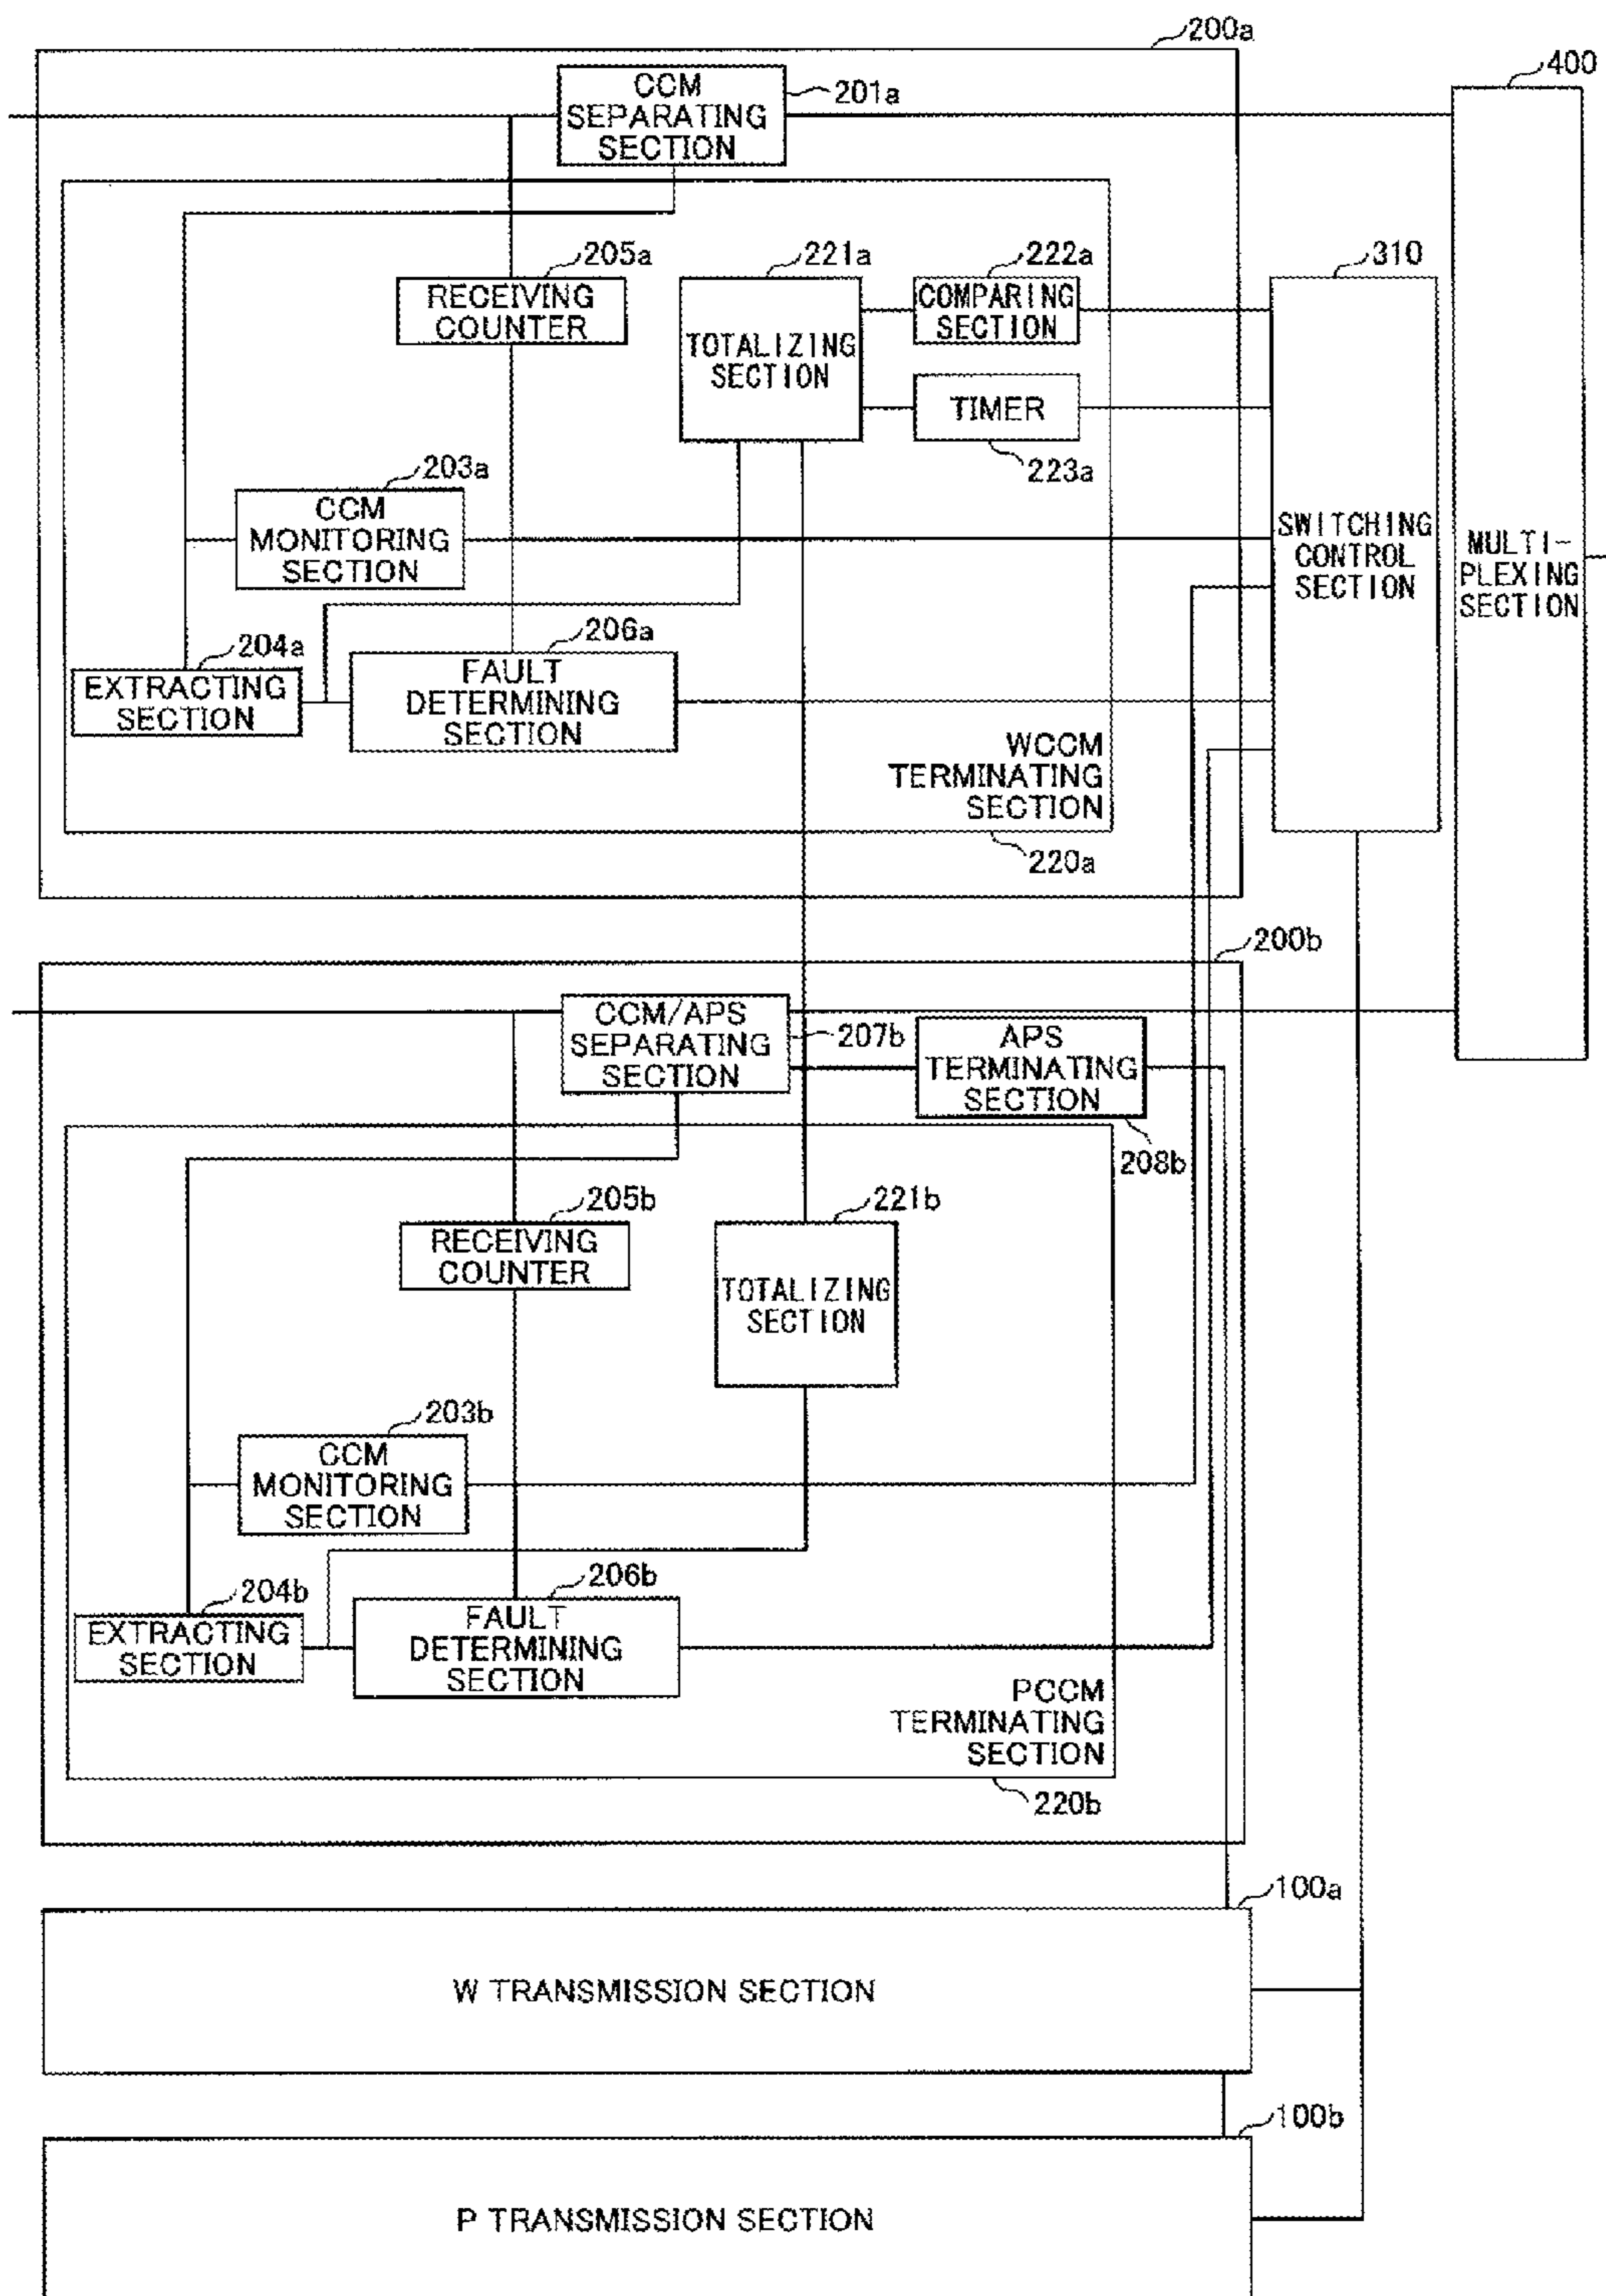 200a
400
CCM
SEPARATING
SECTION
201a
205a
RECEIVING
COUNTER
221a
TOTALIZING
SECTION
222a
COMPARING
SECTION
310
TIMER
223a
203a
CCM
MONITORING
SECTION
SWITCHING
CONTROL
SECTION
MULTI-
PLEXING
SECTION
204a
EXTRACTING
SECTION
206a
FAULT
DETERMINING
SECTION
WCCM
TERMINATING
SECTION
220a
200b
CCM/APS
SEPARATING
SECTION
207b
APS
TERMINATING
SECTION
208b
205b
RECEIVING
COUNTER
221b
TOTALIZING
SECTION
203b
CCM
MONITORING
SECTION
204b
EXTRACTING
SECTION
206b
FAULT
DETERMINING
SECTION
PCCM
TERMINATING
SECTION
220b
100a
W TRANSMISSION SECTION
100b
P TRANSMISSION SECTION